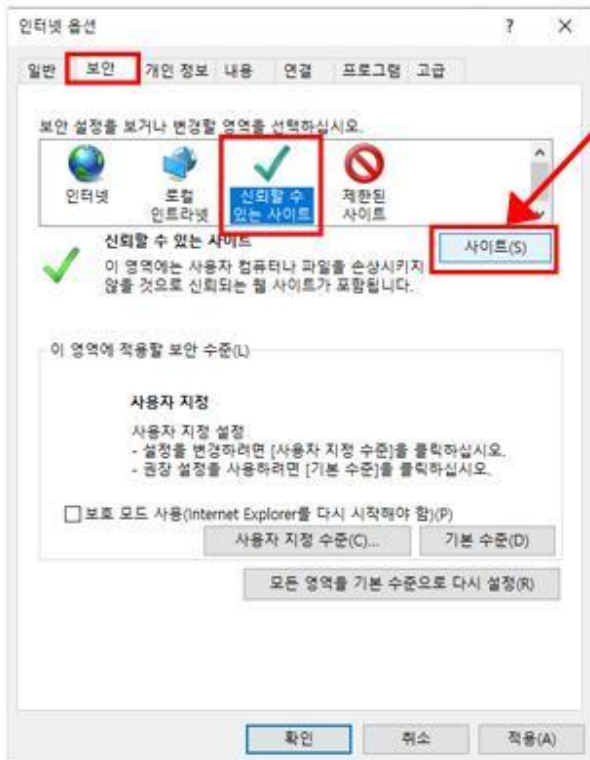 인터넷 옵션 ? ×
일반 보안 개인 정보 내용 연결 프로그램 고급
보안 설정을 보거나 변경할 영역을 선택하십시오.
인터넷 로컬 인트라넷 신뢰할 수 있는 사이트 제한된 사이트
신뢰할 수 있는 사이트
사이트(S)
이 영역에는 사용자 컴퓨터나 파일을 손상시키지
않을 것으로 신뢰되는 웹 사이트가 포함됩니다.
이 영역에 적용할 보안 수준(L)
사용자 지정
사용자 지정 설정
- 설정을 변경하려면 [사용자 지정 수준]을 클릭하십시오.
- 권장 설정을 사용하려면 [기본 수준]을 클릭하십시오.
보호 모드 사용(Internet Explorer를 다시 시작해야 함)(P)
사용자 지정 수준(C)... 기본 수준(D)
모든 영역을 기본 수준으로 다시 설정(R)
확인 취소 적용(A)